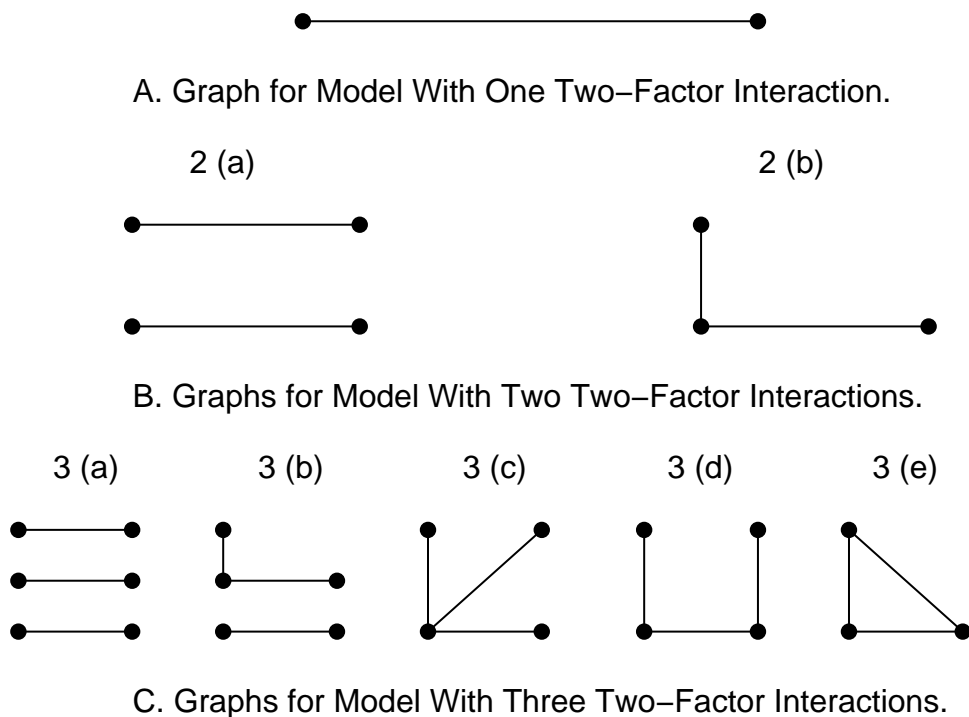 A. Graph for Model With One Two−Factor Interaction.
2 (a) 2 (b)
B. Graphs for Model With Two Two−Factor Interactions.
3 (a) 3 (b) 3 (c) 3 (d) 3 (e)
C. Graphs for Model With Three Two−Factor Interactions.